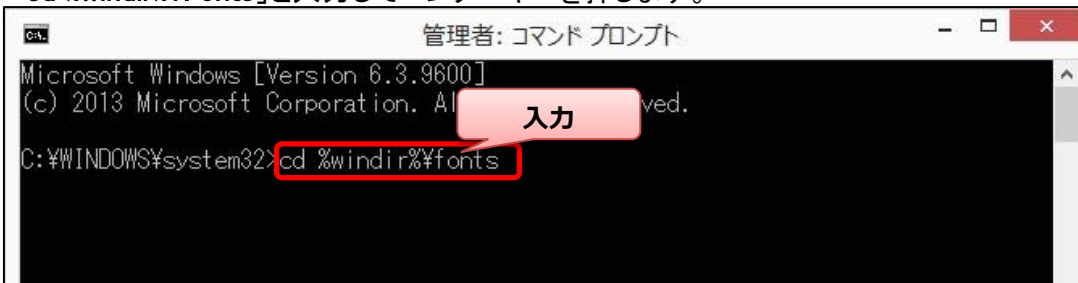 管理者: コマンド プロンプト
Microsoft Windows [Version 6.3.9600]
(c) 2013 Microsoft Corporation. Al ved.
入力
C:¥WINDOWS¥system32>cd %windir%¥fonts